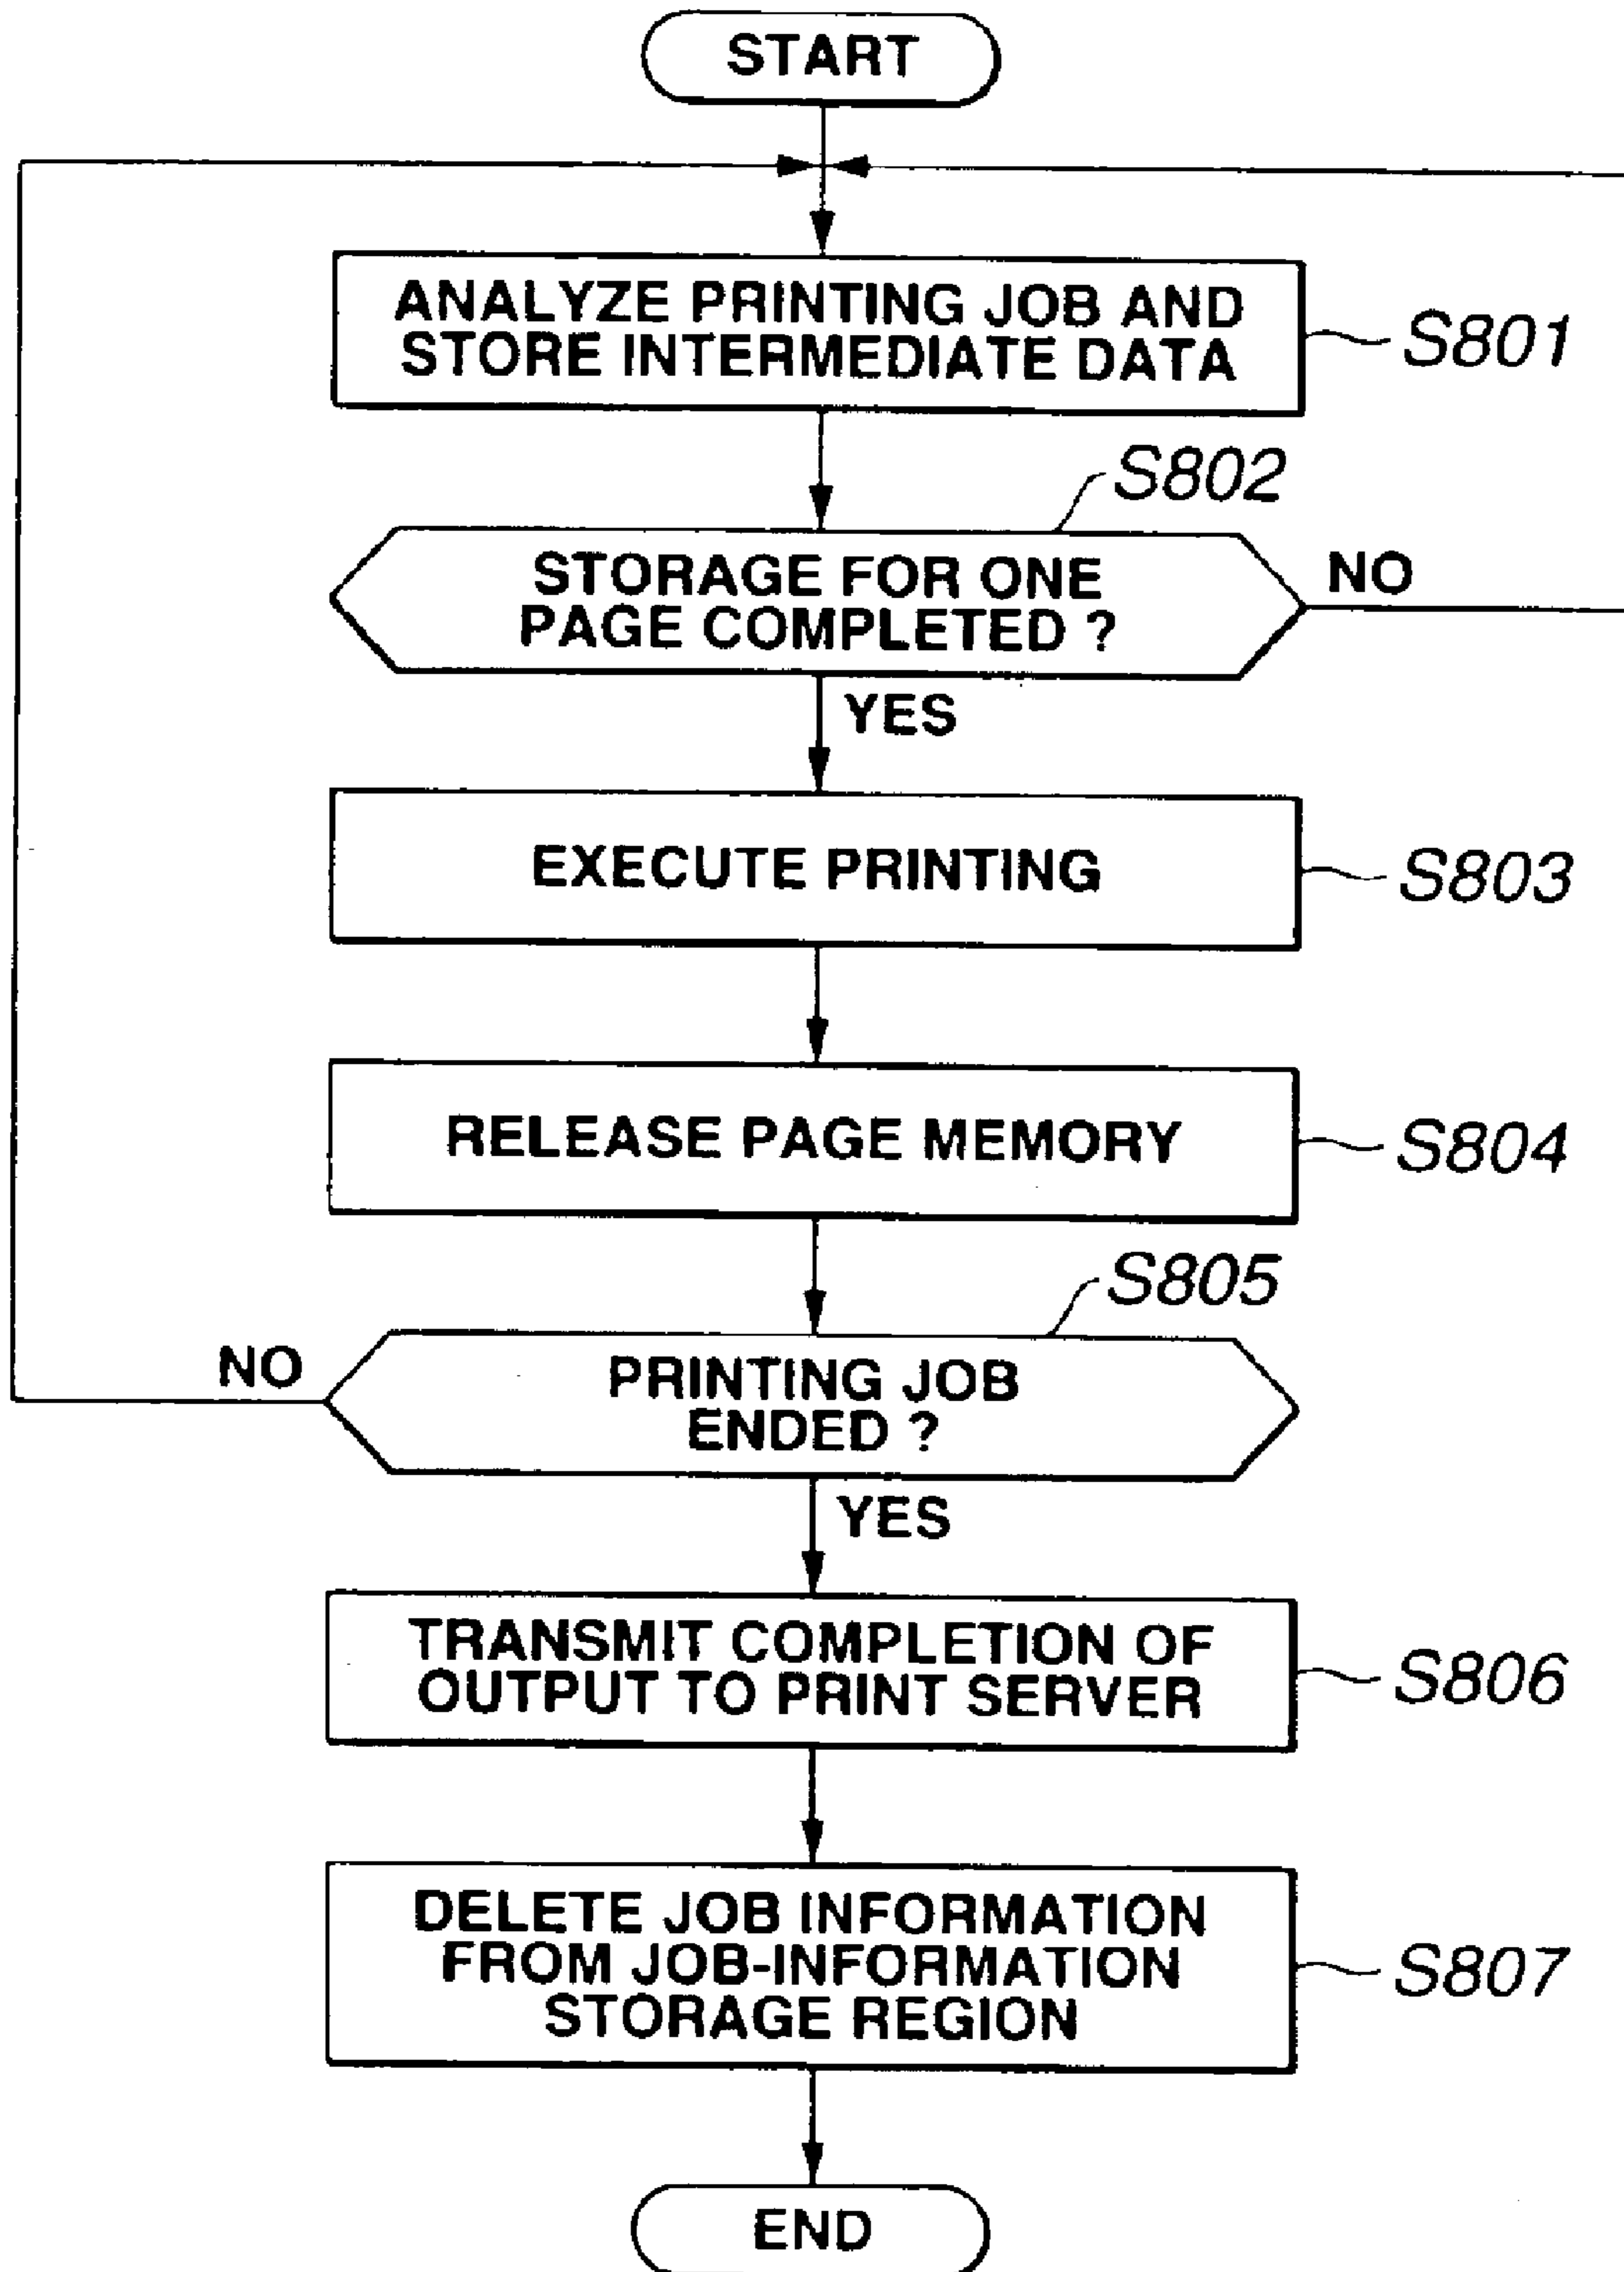 START
ANALYZE PRINTING JOB AND
STORE INTERMEDIATE DATA
S801
S802
STORAGE FOR ONE
PAGE COMPLETED ?
NO
YES
EXECUTE PRINTING
S803
RELEASE PAGE MEMORY
S804
S805
NO
PRINTING JOB
ENDED ?
YES
TRANSMIT COMPLETION OF
OUTPUT TO PRINT SERVER
S806
DELETE JOB INFORMATION
FROM JOB-INFORMATION
STORAGE REGION
S807
END